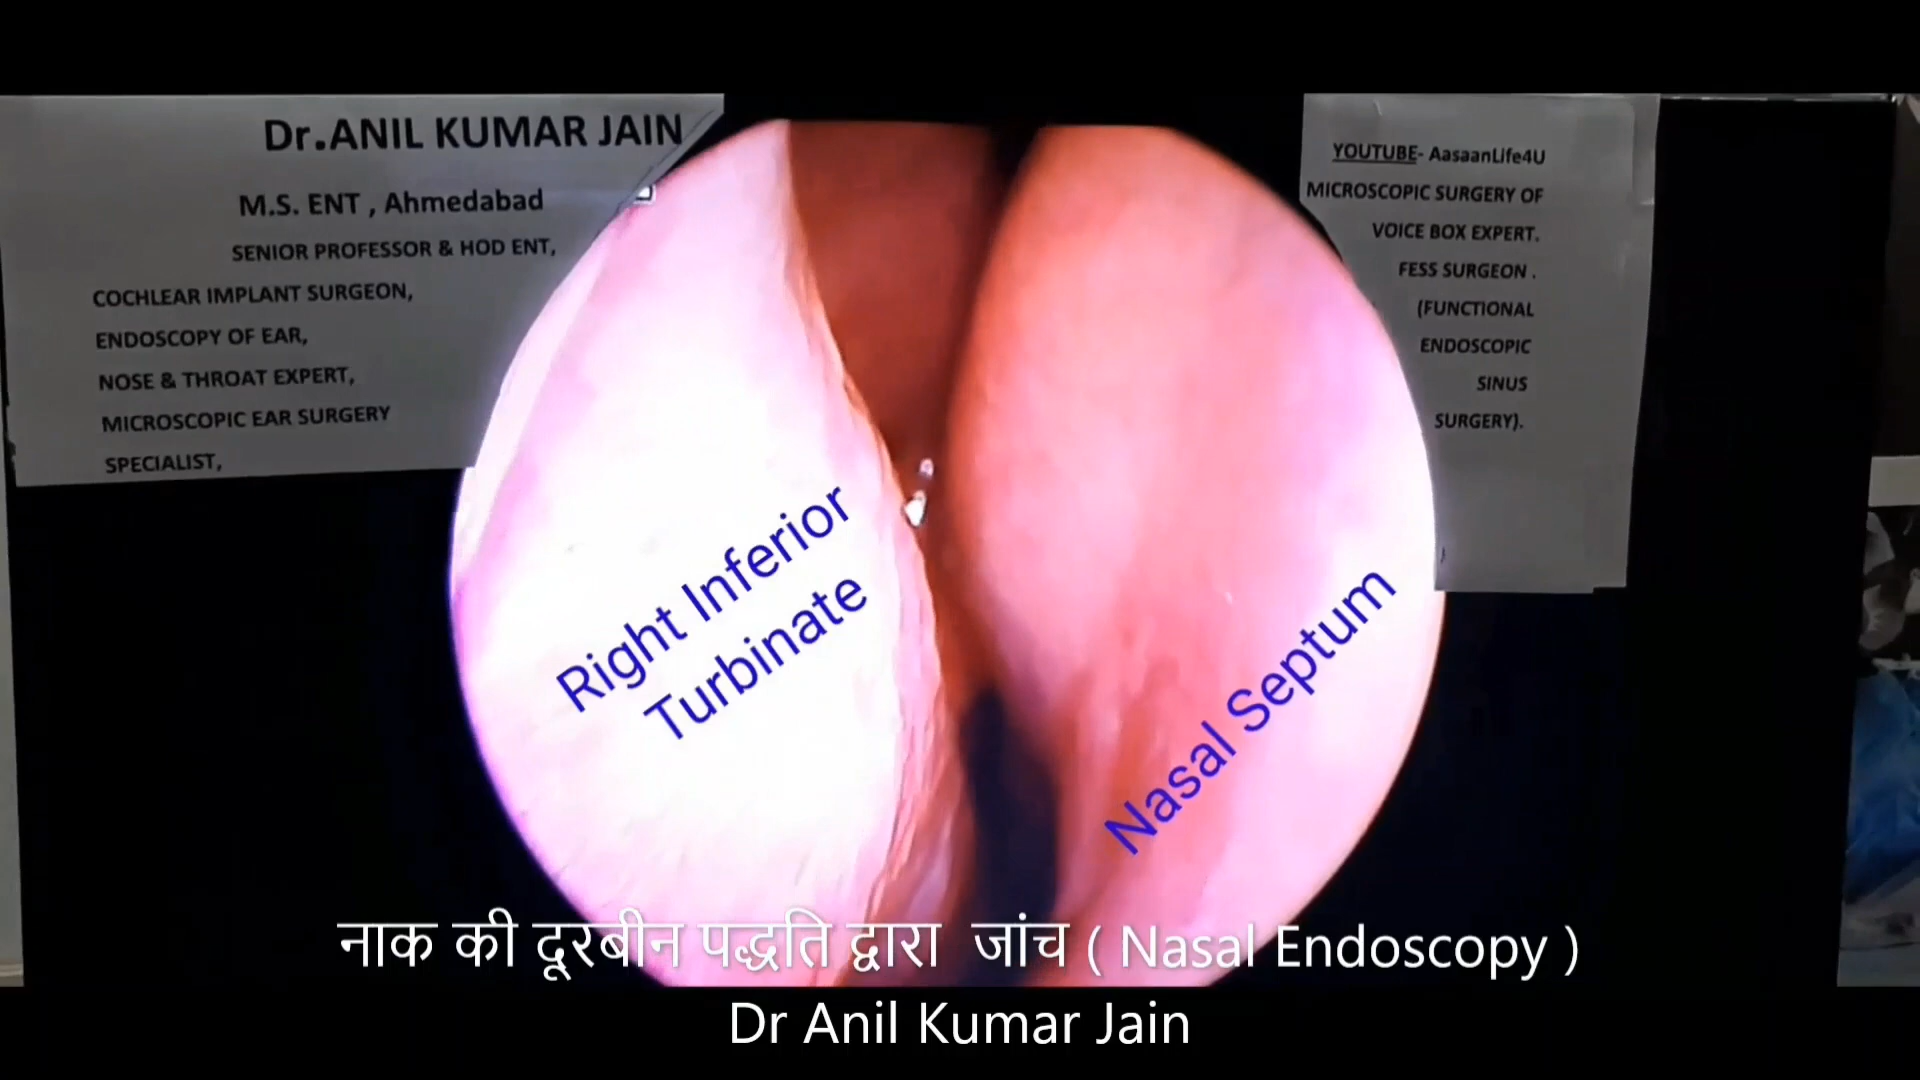 Dr.ANIL KUMAR JAIN
M.S. ENT , Ahmedabad
SENIOR PROFESSOR & HOD ENT,
COCHLEAR IMPLANT SURGEON,
ENDOSCOPY OF EAR,
NOSE & THROAT EXPERT,
MICROSCOPIC EAR SURGERY
SPECIALIST,
YOUTUBE- AasaanLife4U
MICROSCOPIC SURGERY OF
VOICE BOX EXPERT.
FESS SURGEON .
(FUNCTIONAL
ENDOSCOPIC
SINUS
SURGERY).
Right Inferior
Turbinate
Nasal Septum
नाक की दूरबीन पद्धति द्वारा जांच ( Nasal Endoscopy )
Dr Anil Kumar Jain